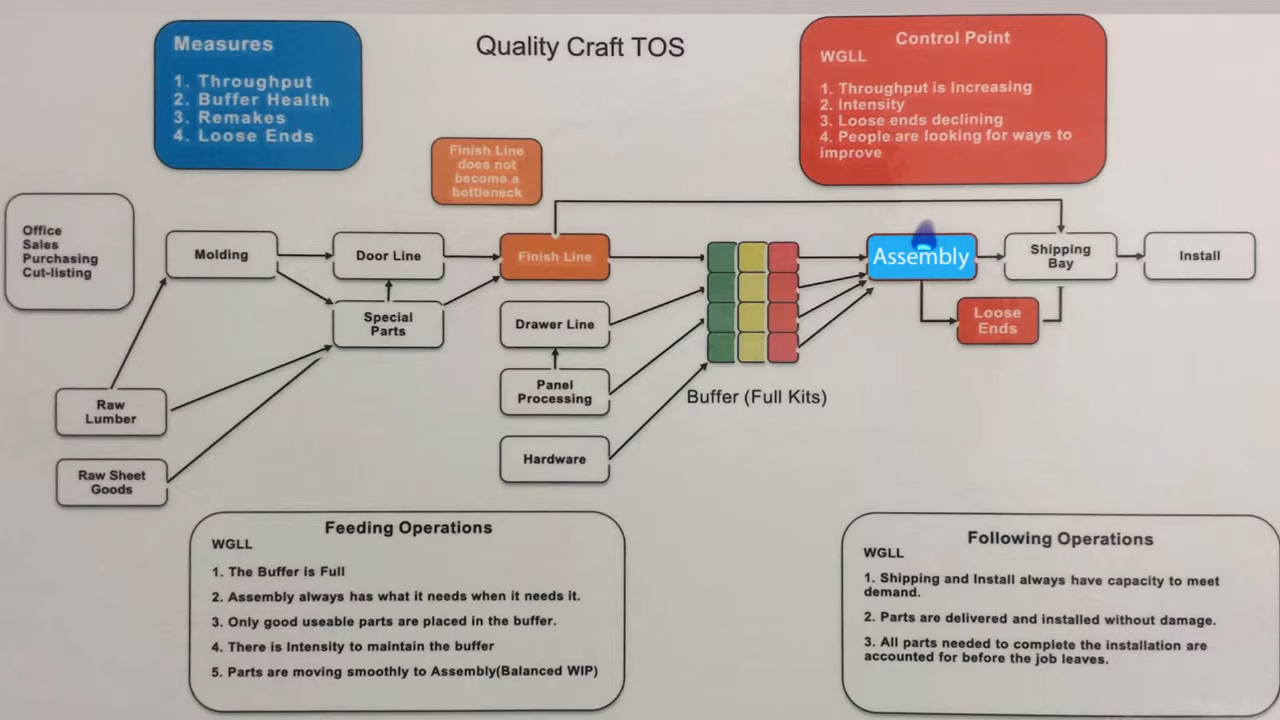 Quality Craft TOS
Measures
1. Throughput
2. Buffer Health
3. Remakes
4. Loose Ends
Control Point
WGLL
1. Throughput is Increasing
2. Intensity
3. Loose ends declining
4. People are looking for ways to
improve
Finish Line
does not
become a
bottleneck
Office
Sales
Purchasing
Cut-listing
Molding
Door Line
Finish Line
Assembly
Shipping
Bay
Install
Special
Parts
Drawer Line
Loose
Ends
Raw
Lumber
Panel
Processing
Buffer (Full Kits)
Hardware
Raw Sheet
Goods
Feeding Operations
WGLL
1. The Buffer is Full
2. Assembly always has what it needs when it needs it.
3. Only good useable parts are placed in the buffer.
4. There is Intensity to maintain the buffer
5. Parts are moving smoothly to Assembly(Balanced WIP)
Following Operations
WGLL
1. Shipping and Install always have capacity to meet
demand.
2. Parts are delivered and installed without damage.
3. All parts needed to complete the installation are
accounted for before the job leaves.